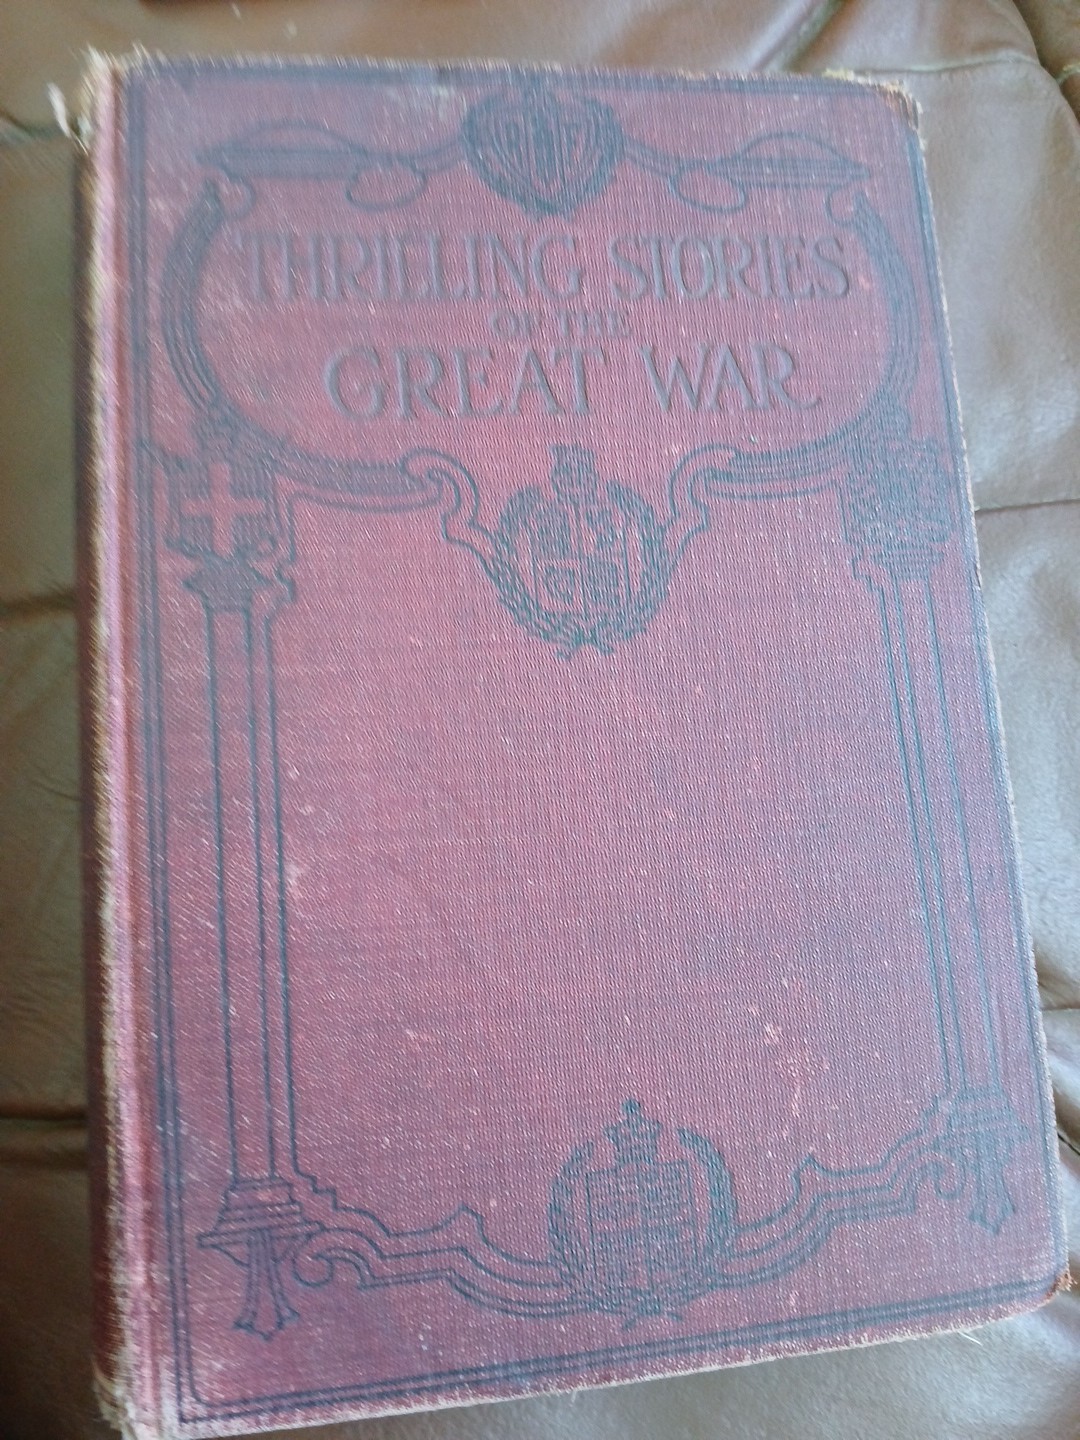 THRILLING STORIES
OF THE
GREAT WAR